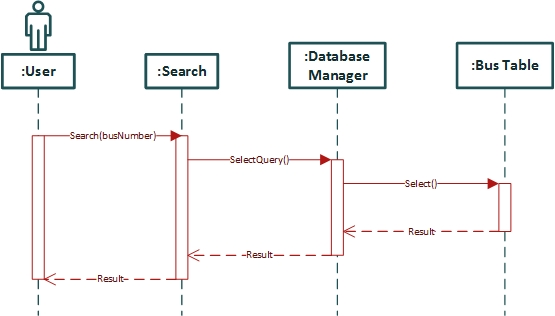 :User
:Search
:Database
Manager
:Bus Table
Search(busNumber)
SelectQuery()
Select()
Result
Result
Result